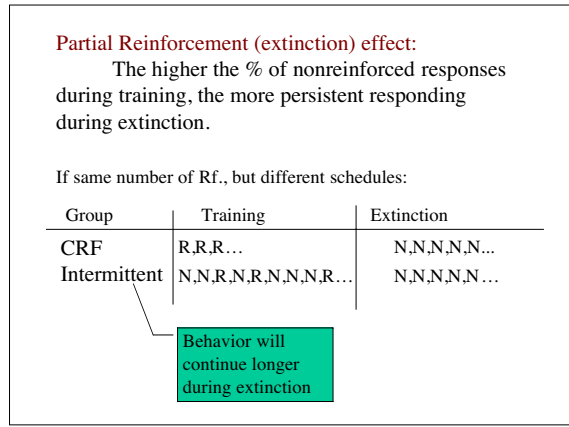 Partial Reinforcement (extinction) effect:
The higher the % of nonreinforced responses
during training, the more persistent responding
during extinction.
If same number of Rf., but different schedules:
Group Training Extinction
CRF R,R,R… N,N,N,N,N...
Intermittent N,N,R,N,R,N,N,N,R… N,N,N,N,N…
Behavior will
continue longer
during extinction